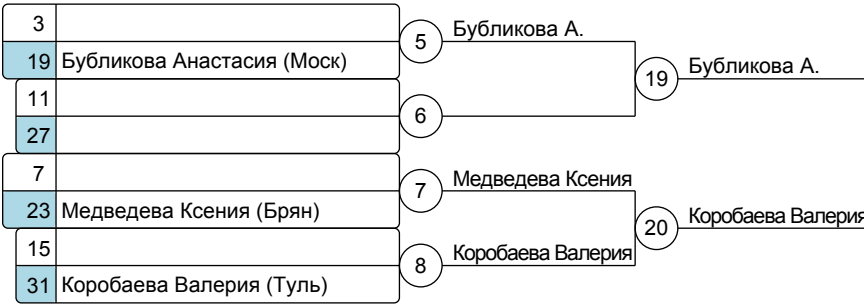 3
5
Бубликова А.
19 Бубликова Анастасия (Моск)
19
Бубликова А.
11
6
27
7
7
Медведева Ксения
23 Медведева Ксения (Брян)
20
Коробаева Валерия
15
8
Коробаева Валерия
31 Коробаева Валерия (Туль)